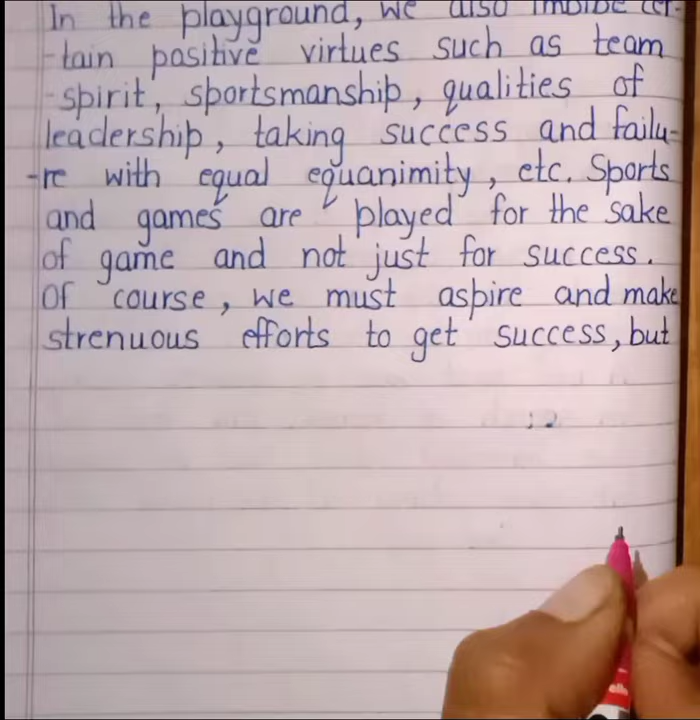 In the playground, we also imbibe cer-
-tain positive virtues such as team
-spirit, sportsmanship, qualities of
leadership, taking success and failu-
-re with equal equanimity, etc. Sports
and games are played for the sake
of game and not just for success.
Of course, we must aspire and make
strenuous efforts to get success, but